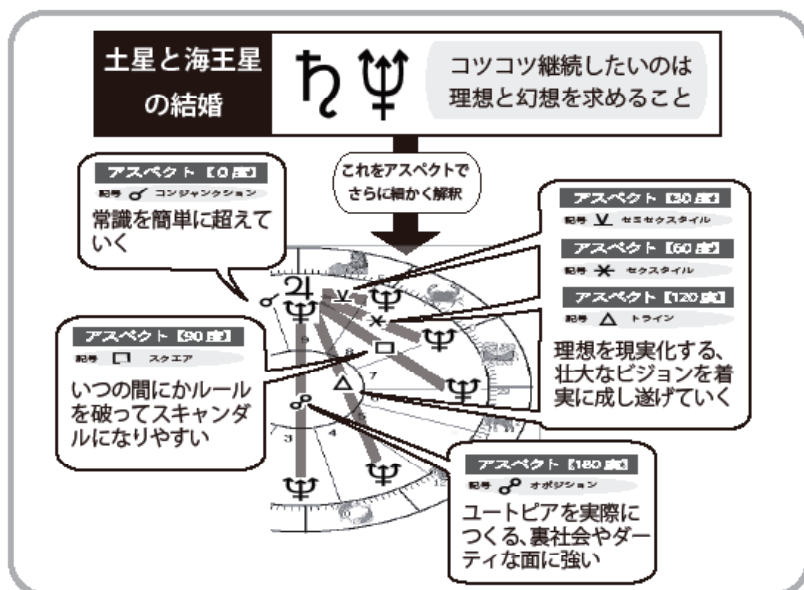 土星と海王星
の結婚
♄♆
コツコツ継続したいのは
理想と幻想を求めること
これをアスペクトで
さらに細かく解釈
アスペクト【0度】
記号 ☌ コンジャンクション
常識を簡単に超えて
いく
アスペクト【30度】
記号 ⚺ セミセクスタイル
アスペクト【60度】
記号 ⚹ セクスタイル
アスペクト【120度】
記号 △ トライン
理想を現実化する、
壮大なビジョンを着
実に成し遂げていく
アスペクト【90度】
記号 □ スクエア
いつの間にかルール
を破ってスキャンダ
ルになりやすい
アスペクト【180度】
記号 ☍ オポジション
ユートピアを実際に
つくる、裏社会やダー
ティな面に強い
♃
9
8
7
6
5
4
3